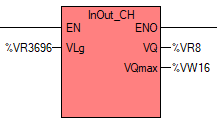 InOut_CH
EN ENO
%VR3696 VLg VQ %VR8
VQmax %VW16